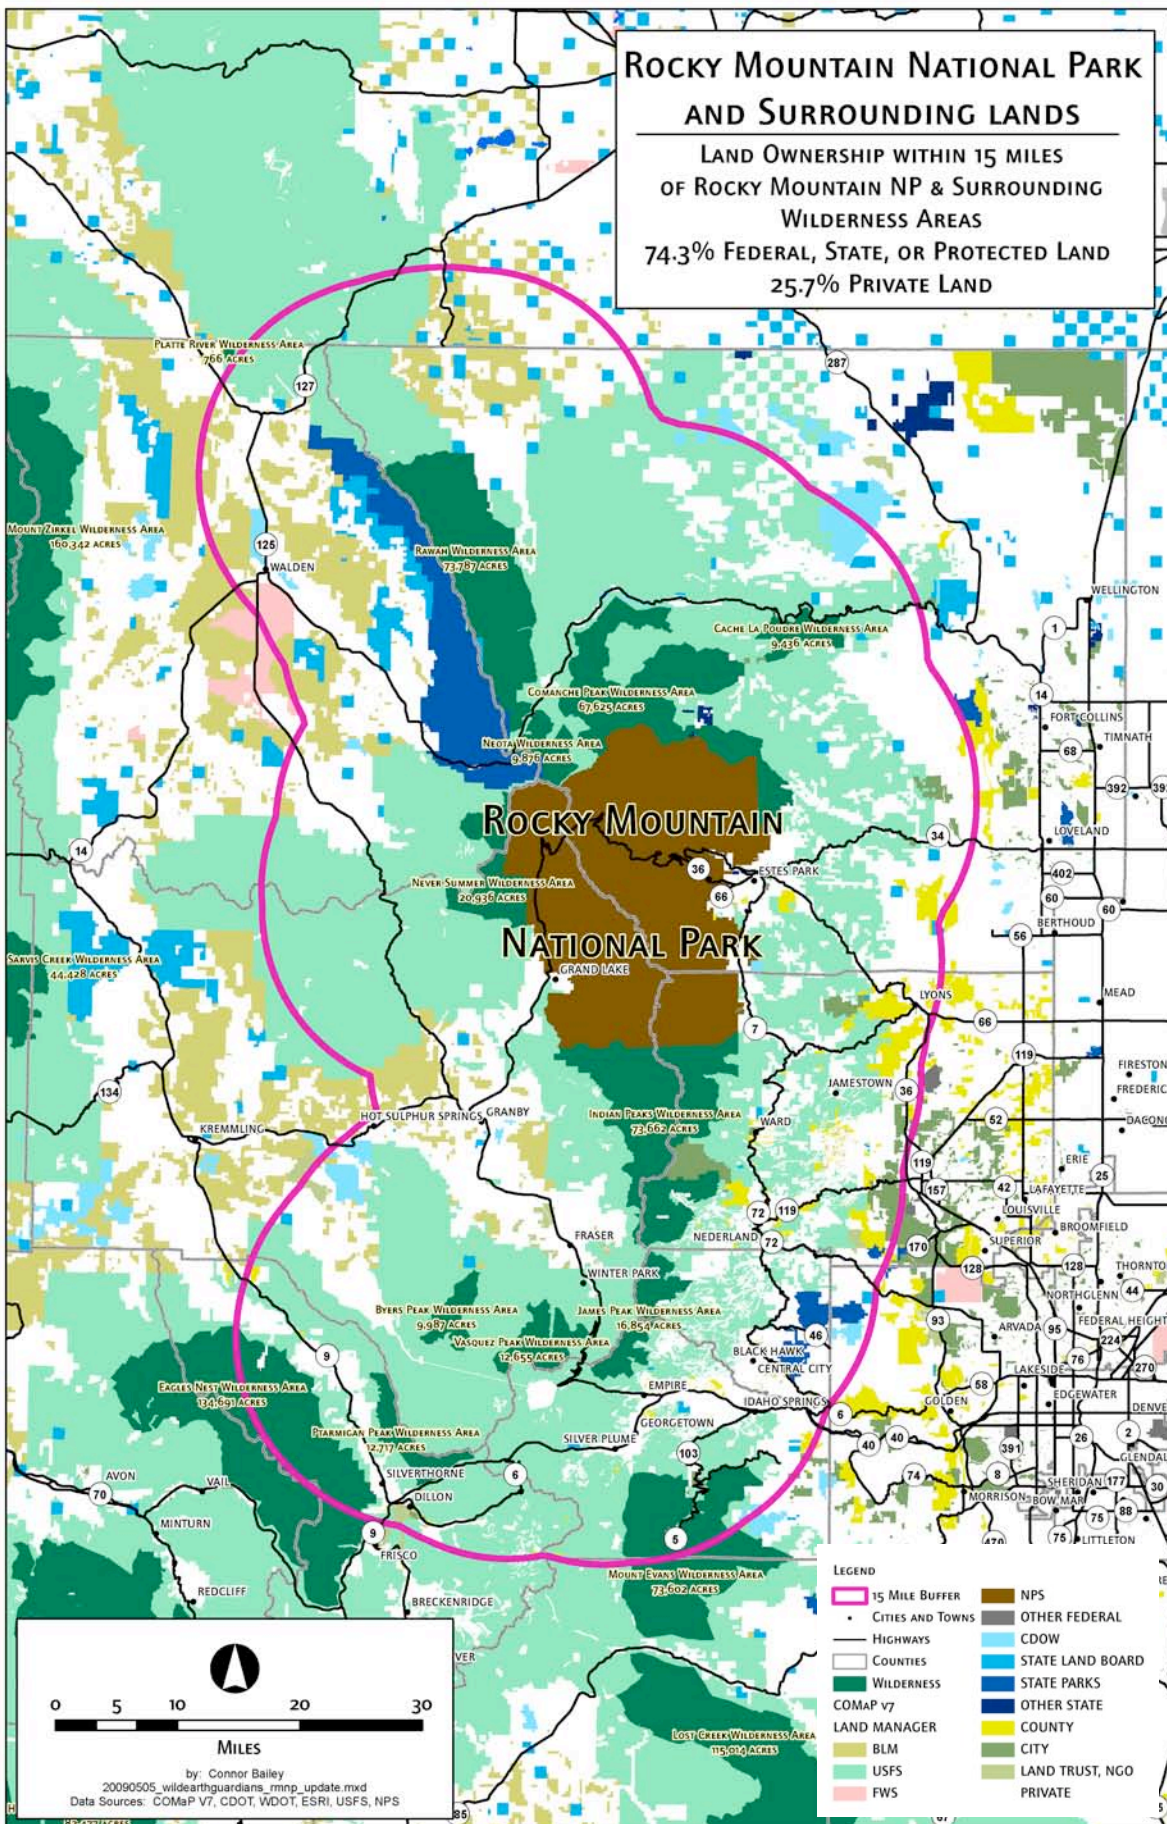 Rocky Mountain National Park
and Surrounding lands
Land Ownership within 15 miles
of Rocky Mountain NP & Surrounding
Wilderness Areas
74.3% Federal, State, or Protected Land
25.7% Private Land
287
Platte River Wilderness Area
766 acres
127
Mount Zirkel Wilderness Area
160,342 acres
125
WALDEN
Rawah Wilderness Area
73,787 acres
WELLINGTON
1
Cache La Poudre Wilderness Area
9,436 acres
Comanche Peak Wilderness Area
67,625 acres
14
FORT COLLINS
TIMNATH
68
Neota Wilderness Area
9,876 acres
392
Rocky Mountain
34
LOVELAND
14
36
ESTES PARK
402
66
Never Summer Wilderness Area
20,936 acres
60
60
BERTHOUD
56
National Park
Sarvis Creek Wilderness Area
44,428 acres
GRAND LAKE
MEAD
LYONS
66
7
119
FIRESTON
134
JAMESTOWN
36
FREDERIC
HOT SULPHUR SPRINGS
GRANBY
Indian Peaks Wilderness Area
73,662 acres
WARD
52
DACONO
KREMMLING
119
ERIE
25
157
42
LAFAYETTE
72
119
LOUISVILLE
FRASER
NEDERLAND
72
170
SUPERIOR
BROOMFIELD
WINTER PARK
128
128
THORNTO
44
NORTHGLENN
Byers Peak Wilderness Area
9,987 acres
James Peak Wilderness Area
16,854 acres
93
FEDERAL HEIGHT
46
ARVADA
95
224
Vasquez Peak Wilderness Area
12,655 acres
BLACK HAWK
CENTRAL CITY
76
270
9
LAKESIDE
Eagles Nest Wilderness Area
134,691 acres
EMPIRE
58
EDGEWATER
IDAHO SPRINGS
6
GOLDEN
DENVE
GEORGETOWN
Ptarmigan Peak Wilderness Area
12,717 acres
SILVER PLUME
40
40
391
26
2
GLENDAL
103
AVON
70
VAIL
SILVERTHORNE
6
74
8
SHERIDAN
177
30
DILLON
MORRISON
BOW MAR
88
MINTURN
9
FRISCO
5
75
75
LITTLETON
470
Mount Evans Wilderness Area
73,602 acres
REDCLIFF
BRECKENRIDGE
VER
Lost Creek Wilderness Area
115,014 acres
85
67
0 5 10 20 30
Miles
by: Connor Bailey
20090505_wildearthguardians_rmnp_update.mxd
Data Sources: COMaP V7, CDOT, WDOT, ESRI, USFS, NPS
Legend
15 Mile Buffer
Cities and Towns
Highways
Counties
Wilderness
COMaP v7
Land Manager
BLM
USFS
FWS
NPS
Other Federal
CDOW
State Land Board
State Parks
Other State
County
City
Land Trust, NGO
Private